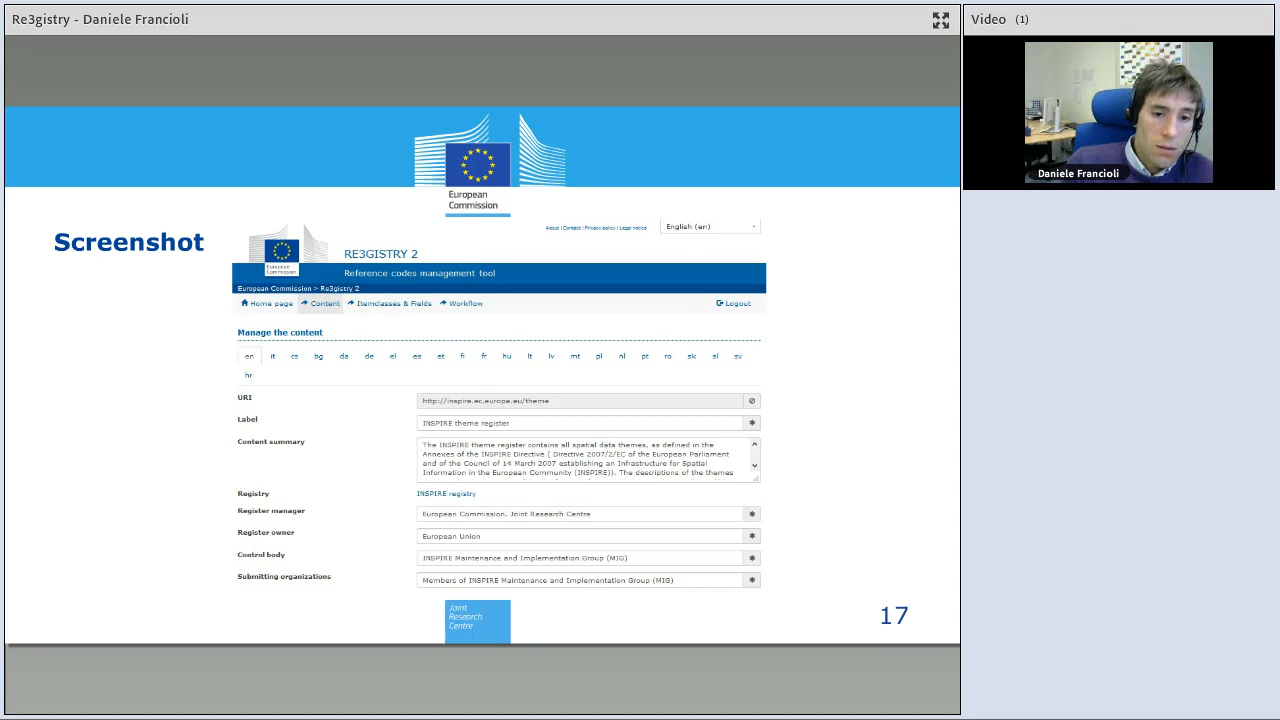 Re3gistry - Daniele Francioli
Video (1)
Daniele Francioli
European
Commission
Screenshot
About | Contact | Privacy policy | Legal notice
English (en)
European
Commission
RE3GISTRY 2
Reference codes management tool
European Commission > Re3gistry 2
Home page Content Itemclasses & Fields Workflow Logout
Manage the content
en it cs bg da de el es et fi fr hu lt lv mt pl nl pt ro sk sl sv
hr
URI http://inspire.ec.europa.eu/theme
Label INSPIRE theme register
Content summary The INSPIRE theme register contains all spatial data themes, as defined in the
Annexes of the INSPIRE Directive ( Directive 2007/2/EC of the European Parliament
and of the Council of 14 March 2007 establishing an Infrastructure for Spatial
Information in the European Community (INSPIRE)). The descriptions of the themes
Registry INSPIRE registry
Register manager European Commission, Joint Research Centre
Register owner European Union
Control body INSPIRE Maintenance and Implementation Group (MIG)
Submitting organizations Members of INSPIRE Maintenance and Implementation Group (MIG)
Joint
Research
Centre
17